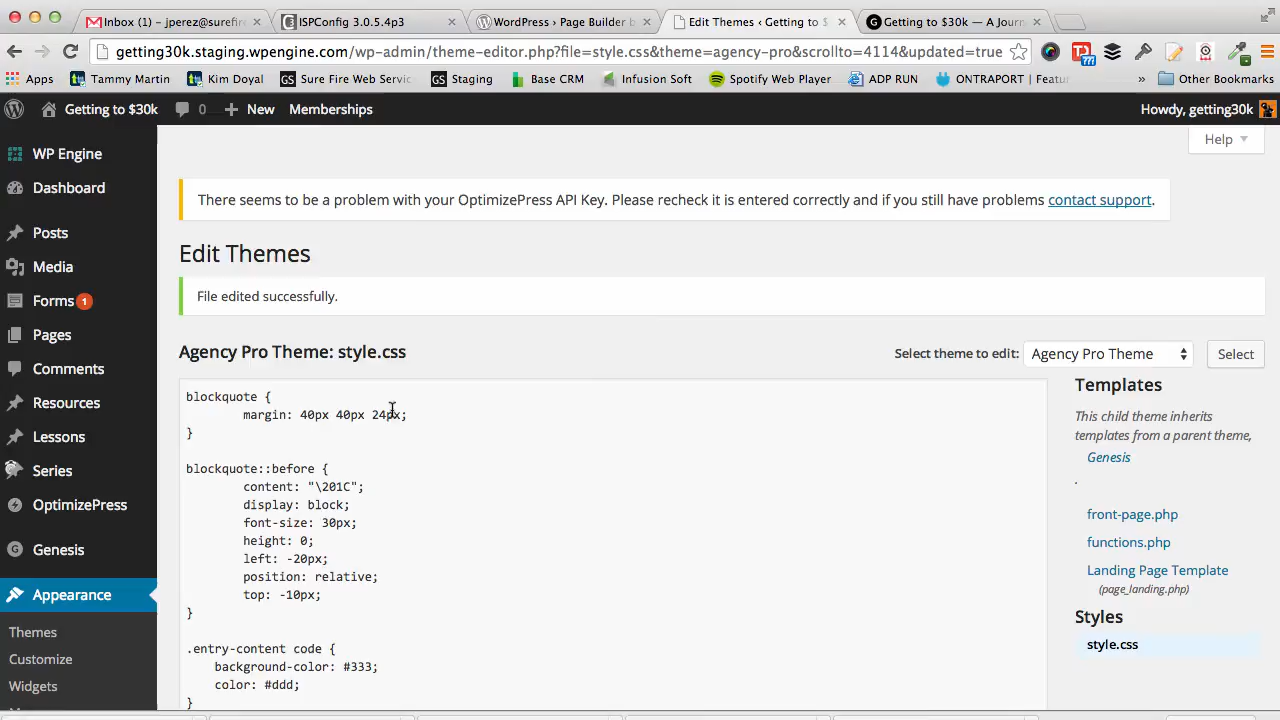 Inbox (1) – jperez@surefir
ISPConfig 3.0.5.4p3
WordPress › Page Builder b
Edit Themes ‹ Getting to $
Getting to $30k — A Journ
getting30k.staging.wpengine.com/wp-admin/theme-editor.php?file=style.css&theme=agency-pro&scrollto=4114&updated=true
Apps
Tammy Martin
Kim Doyal
GS Sure Fire Web Servic
GS Staging
Base CRM
Infusion Soft
Spotify Web Player
ADP RUN
ONTRAPORT | Featu
»
Other Bookmarks
Getting to $30k
0
+ New
Memberships
Howdy, getting30k
WP Engine
Dashboard
Posts
Media
Forms 1
Pages
Comments
Resources
Lessons
Series
OptimizePress
Genesis
Appearance
Themes
Customize
Widgets
Help
There seems to be a problem with your OptimizePress API Key. Please recheck it is entered correctly and if you still have problems contact support.
Edit Themes
File edited successfully.
Agency Pro Theme: style.css
Select theme to edit:
Agency Pro Theme
Select
blockquote {
margin: 40px 40px 24px;
}
blockquote::before {
content: "\201C";
display: block;
font-size: 30px;
height: 0;
left: -20px;
position: relative;
top: -10px;
}
.entry-content code {
background-color: #333;
color: #ddd;
}
Templates
This child theme inherits
templates from a parent theme,
Genesis
.
front-page.php
functions.php
Landing Page Template
(page_landing.php)
Styles
style.css